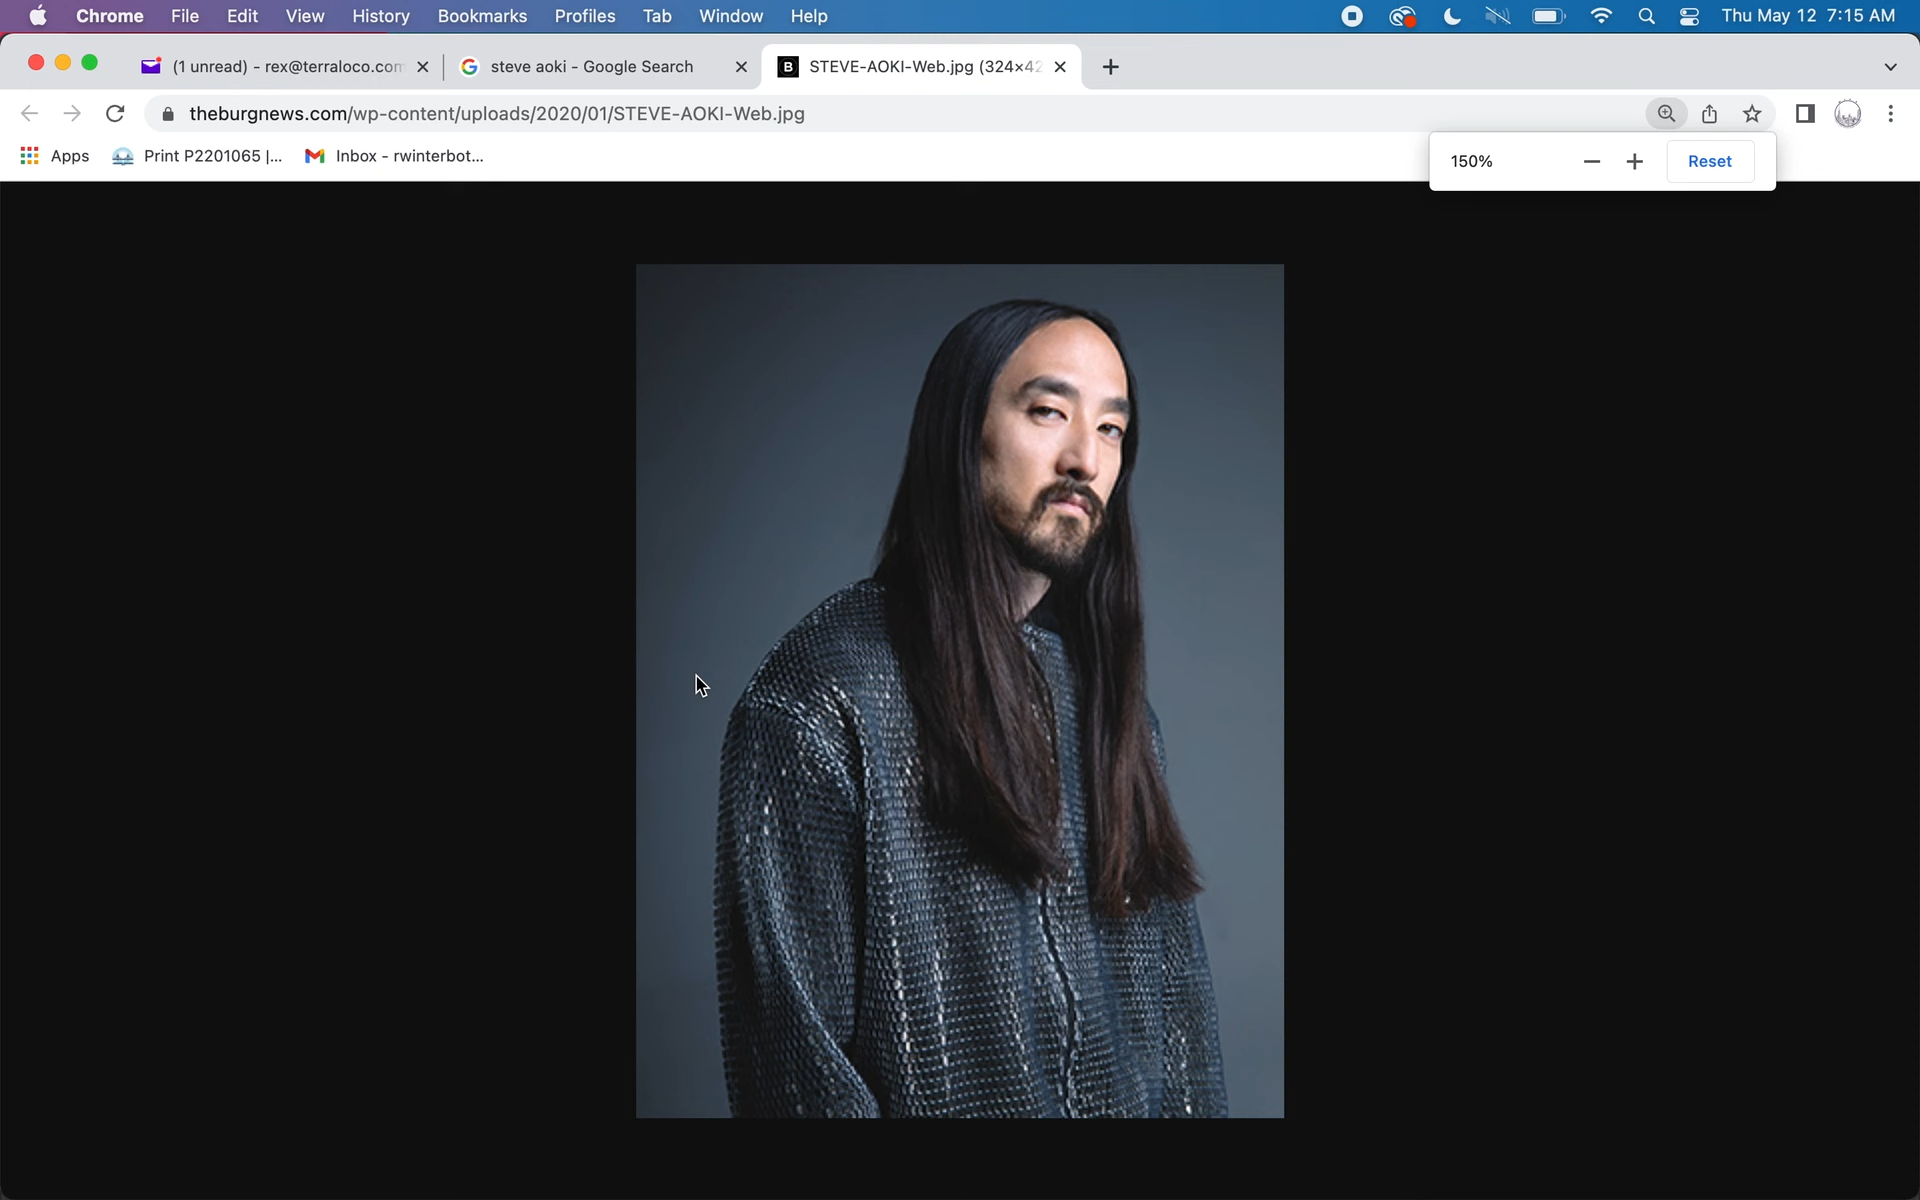 Chrome File Edit View History Bookmarks Profiles Tab Window Help Thu May 12 7:15 AM
(1 unread) - rex@terraloco.com steve aoki - Google Search B STEVE-AOKI-Web.jpg (324×42
theburgnews.com/wp-content/uploads/2020/01/STEVE-AOKI-Web.jpg
Apps Print P2201065 |... Inbox - rwinterbot...
150% Reset